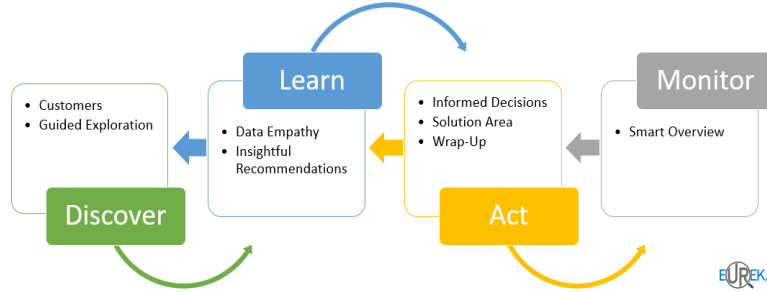 Discover
• Customers
• Guided Exploration
Learn
• Data Empathy
• Insightful
Recommendations
Act
• Informed Decisions
• Solution Area
• Wrap-Up
Monitor
• Smart Overview
EUREKA